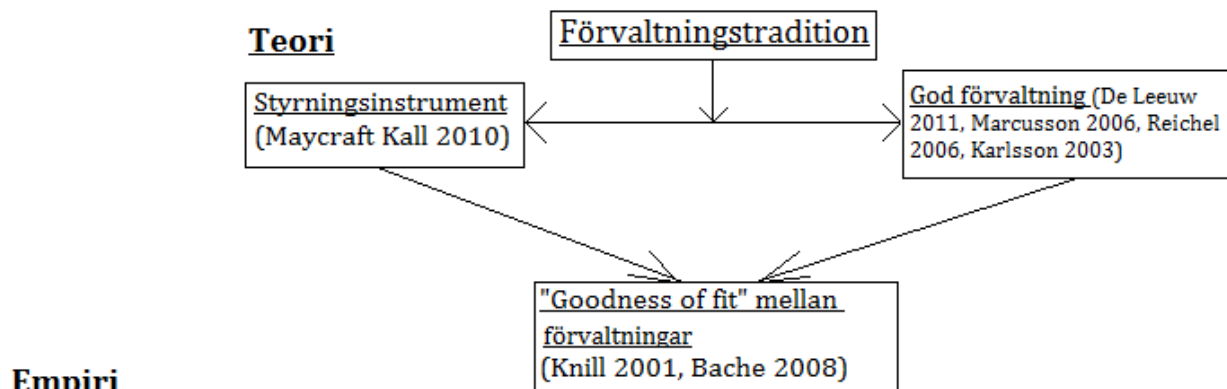 Teori
Förvaltningstradition
Styrningsinstrument
(Maycraft Kall 2010)
God förvaltning (De Leeuw
2011, Marcusson 2006, Reichel
2006, Karlsson 2003)
"Goodness of fit" mellan
förvaltningar
(Knill 2001, Bache 2008)
Empiri